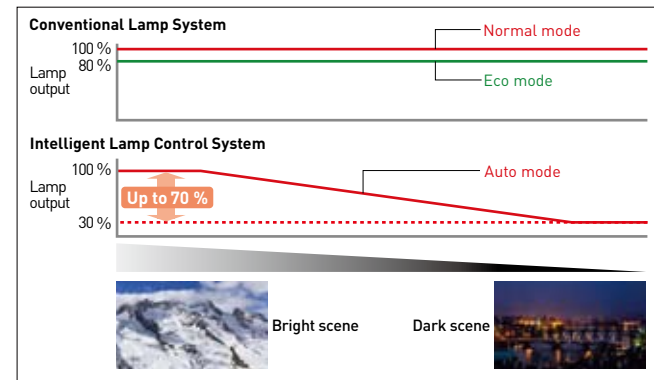 Conventional Lamp System
Normal mode
100 %
80 %
Lamp
output
Eco mode
Intelligent Lamp Control System
100 %
Auto mode
Lamp
output
Up to 70 %
30 %
Bright scene
Dark scene